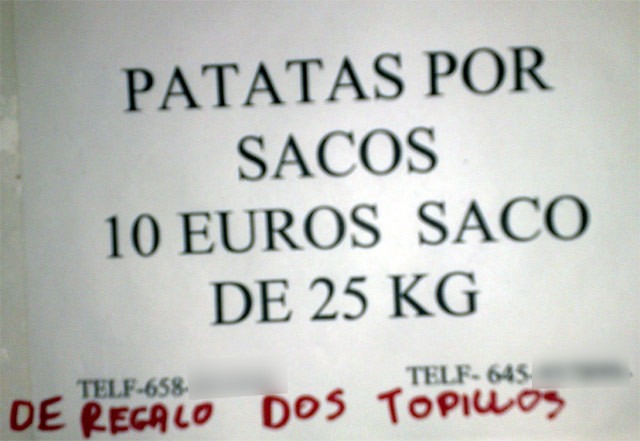 PATATAS POR
SACOS
10 EUROS SACO
DE 25 KG
TELF-658- TELF- 645-
DE REGALO DOS TOPILLOS